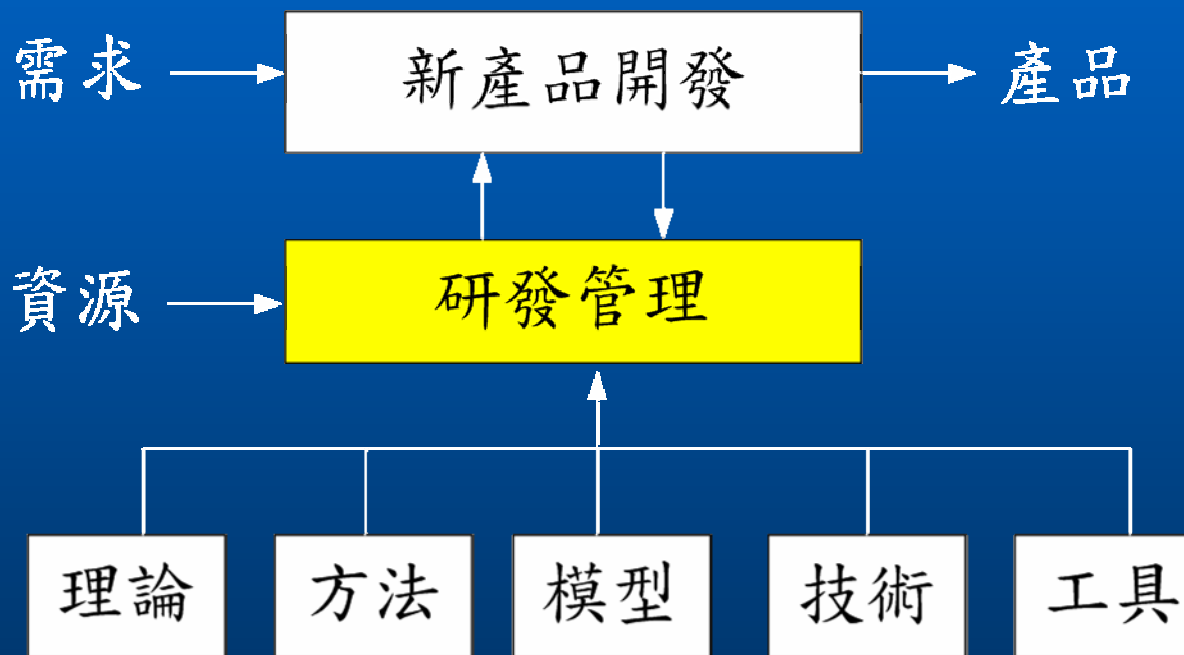 需求 新產品開發 產品
資源 研發管理
理論 方法 模型 技術 工具